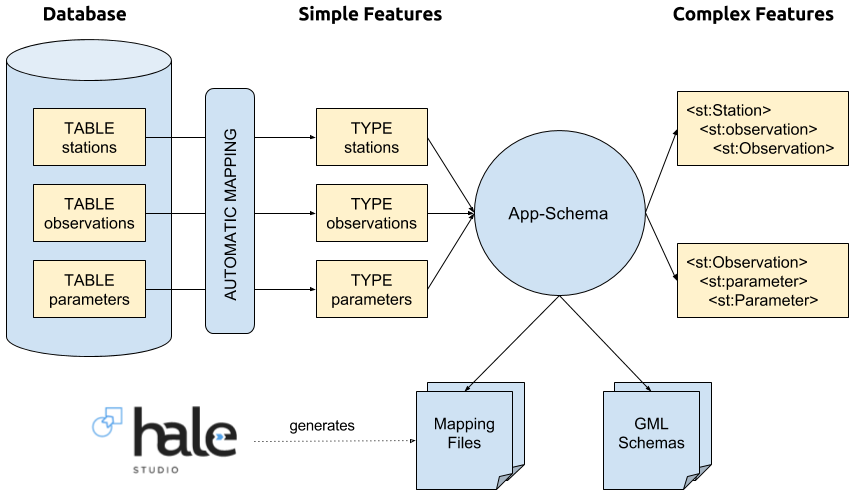 Database
Simple Features
Complex Features
TABLE
stations
TABLE
observations
TABLE
parameters
AUTOMATIC MAPPING
TYPE
stations
TYPE
observations
TYPE
parameters
App-Schema
<st:Station>
<st:observation>
<st:Observation>
<st:Observation>
<st:parameter>
<st:Parameter>
hale
STUDIO
generates
Mapping
Files
GML
Schemas